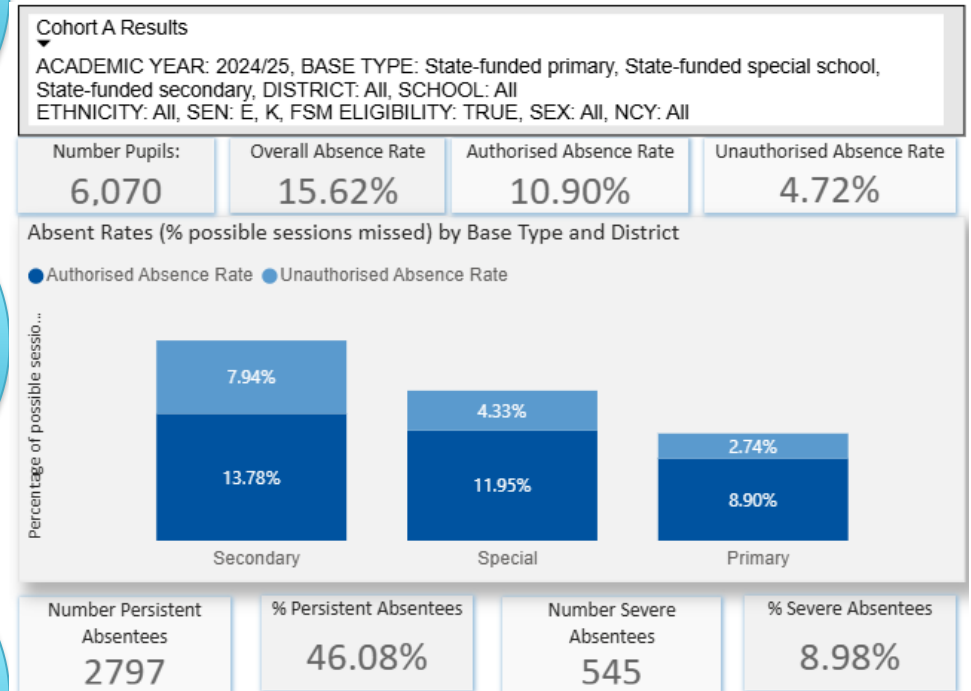 Cohort A Results
ACADEMIC YEAR: 2024/25, BASE TYPE: State-funded primary, State-funded special school,
State-funded secondary, DISTRICT: All, SCHOOL: All
ETHNICITY: All, SEN: E, K, FSM ELIGIBILITY: TRUE, SEX: All, NCY: All
Number Pupils:
6,070
Overall Absence Rate
15.62%
Authorised Absence Rate
10.90%
Unauthorised Absence Rate
4.72%
Absent Rates (% possible sessions missed) by Base Type and District
Authorised Absence Rate Unauthorised Absence Rate
Percentage of possible sessio...
7.94%
13.78%
Secondary
4.33%
11.95%
Special
2.74%
8.90%
Primary
Number Persistent
Absentees
2797
% Persistent Absentees
46.08%
Number Severe
Absentees
545
% Severe Absentees
8.98%